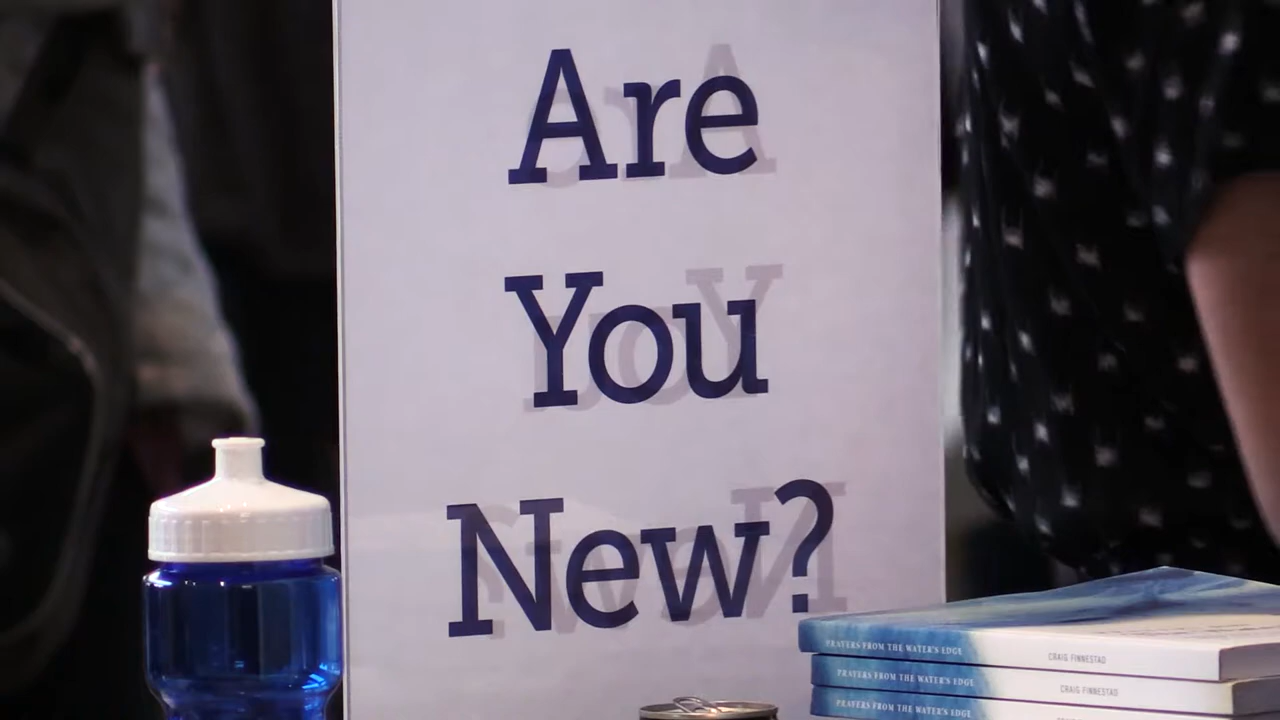 Are
You
New?
PRAYERS FROM THE WATER'S EDGE CRAIG FINNESTAD
PRAYERS FROM THE WATER'S EDGE CRAIG FINNESTAD
PRAYERS FROM THE WATER'S EDGE